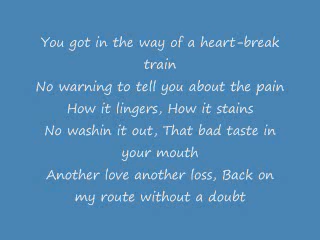 You got in the way of a heart-break
train
No warning to tell you about the pain
How it lingers, How it stains
No washin it out, That bad taste in
your mouth
Another love another loss, Back on
my route without a doubt